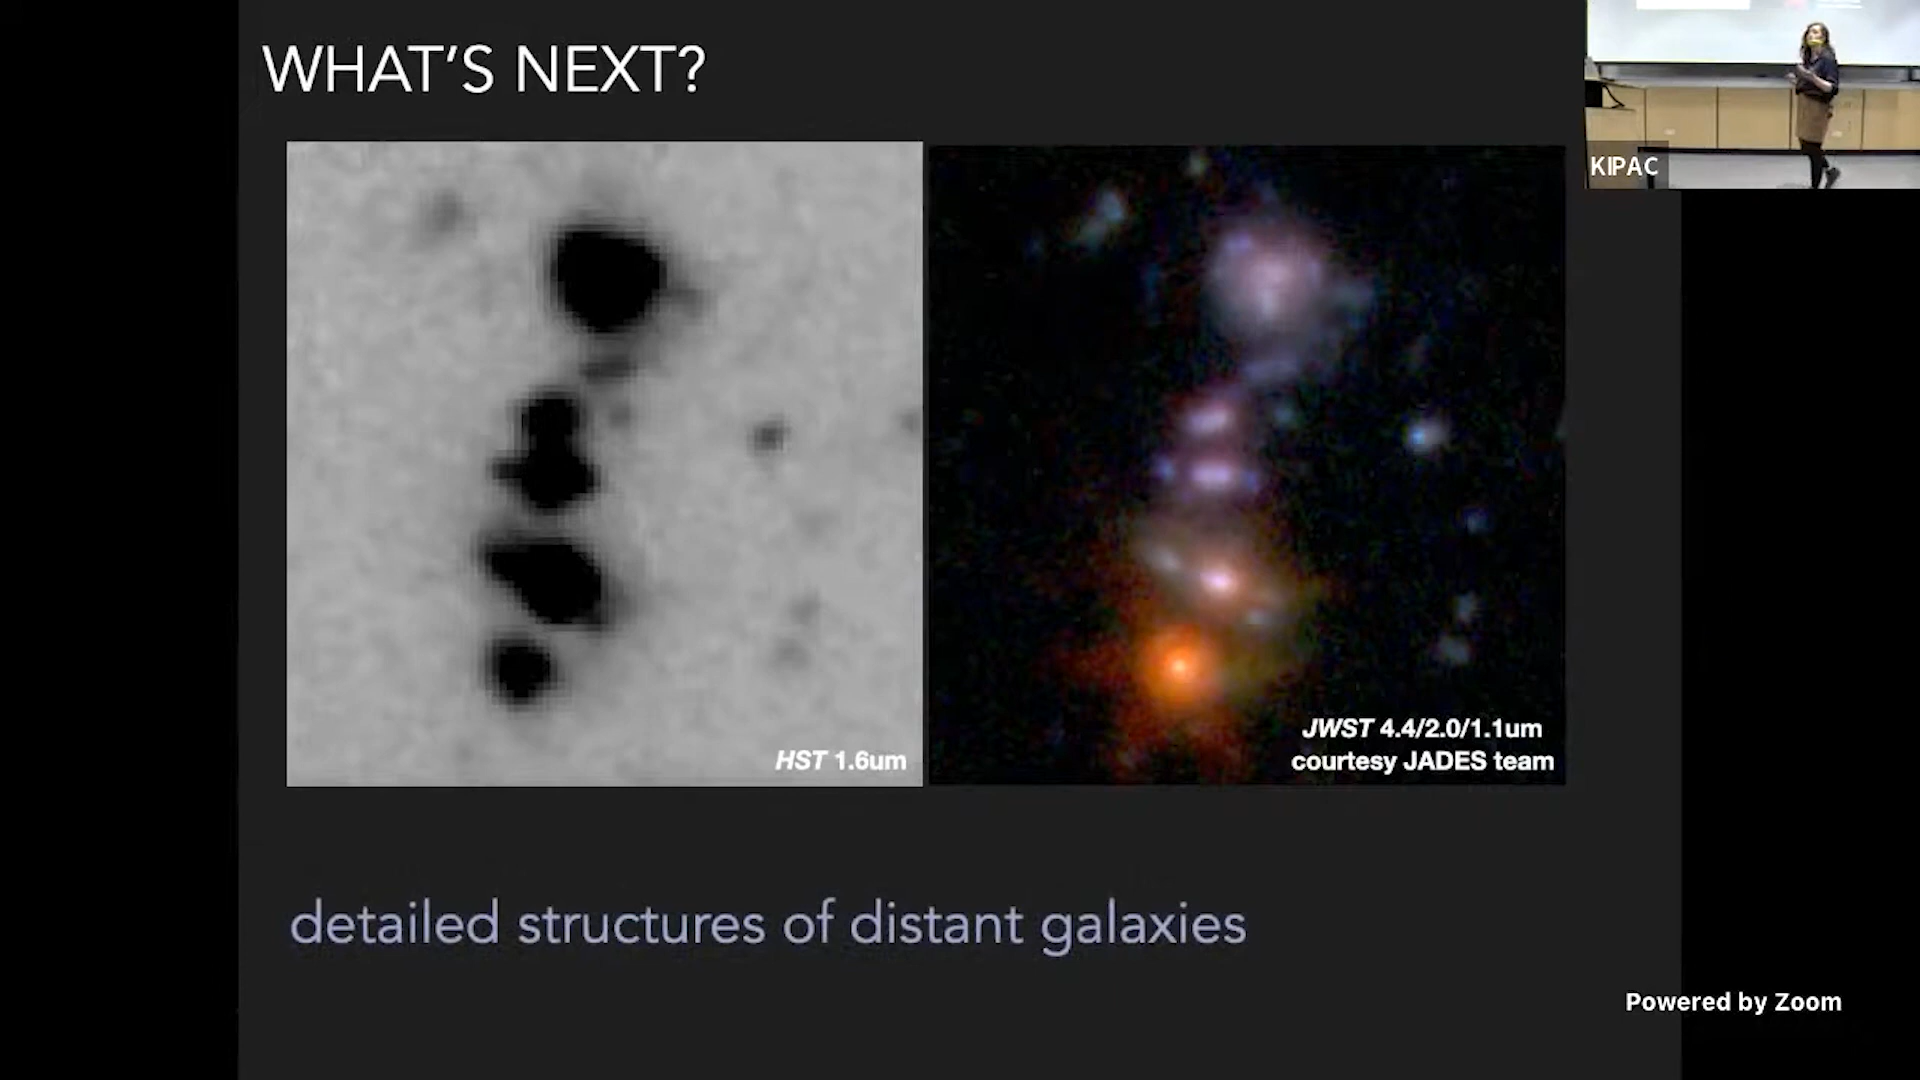 WHAT'S NEXT?
KIPAC
HST 1.6um
JWST 4.4/2.0/1.1um
courtesy JADES team
detailed structures of distant galaxies
Powered by Zoom